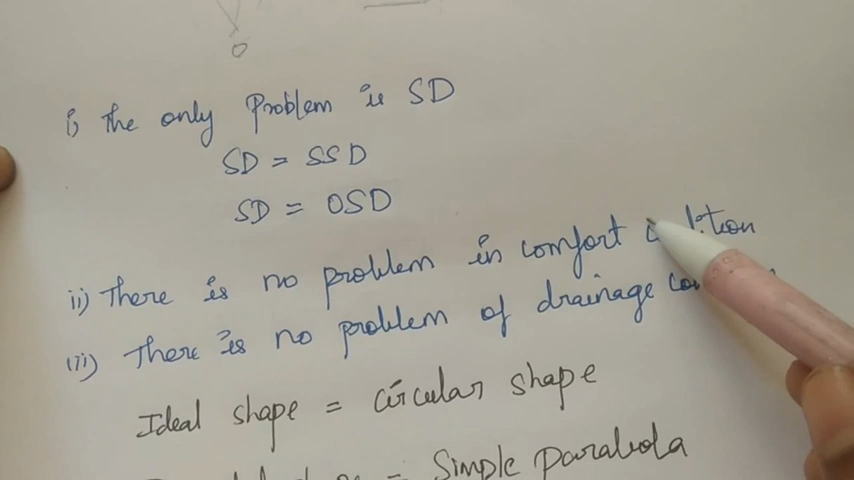 O
i, the only Problem is SD
SD = SSD
SD = OSD
ii) There is no problem in comfort
(ii) There is no problem of drainage
Ideal shape = circular shape
= Simple parabola